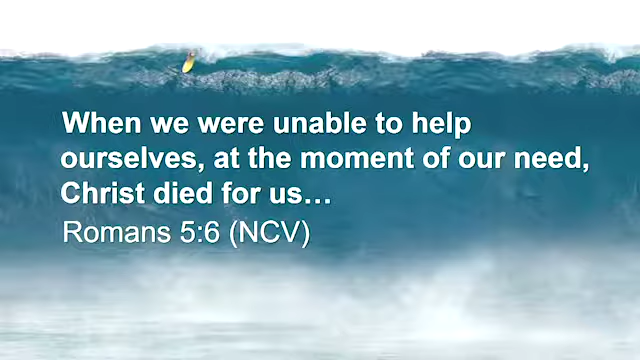 When we were unable to help
ourselves, at the moment of our need,
Christ died for us…
Romans 5:6 (NCV)